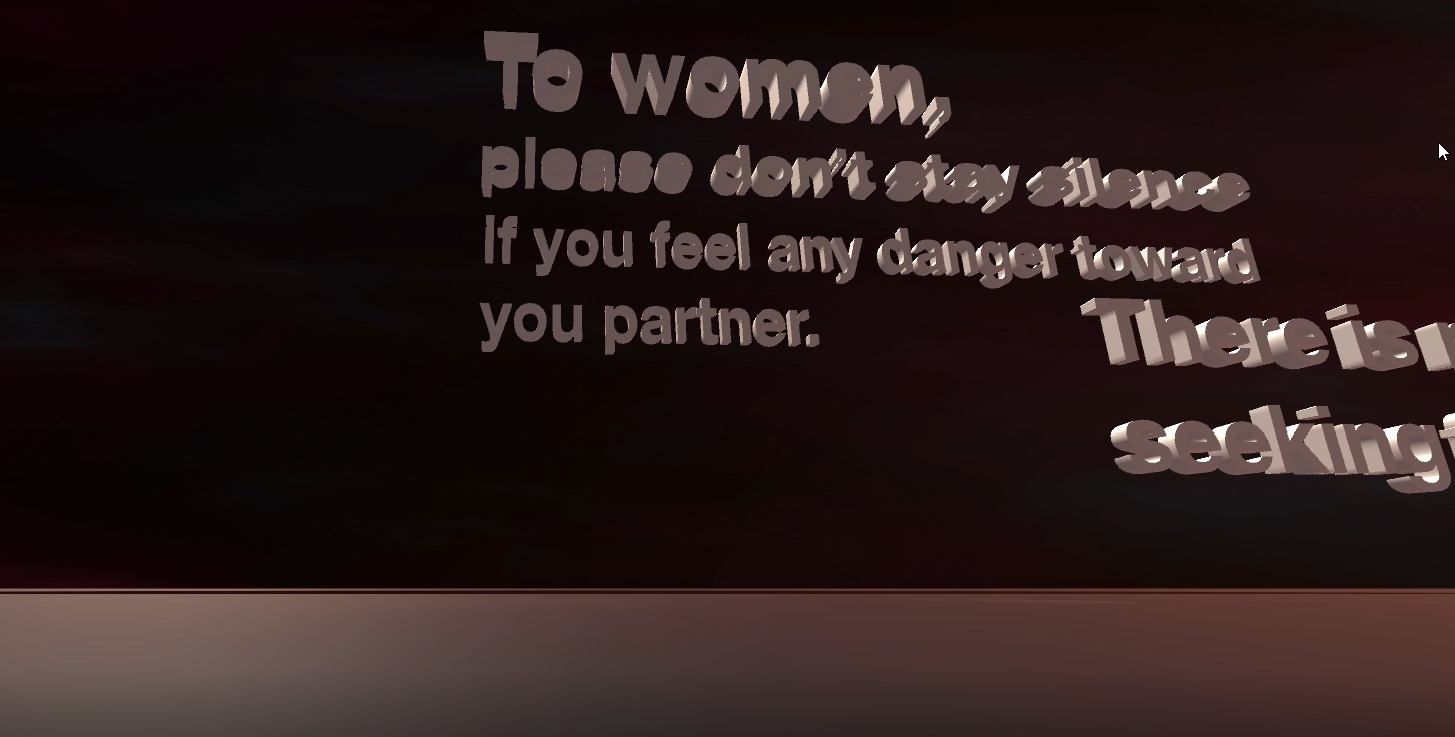 To women,
please don't stay silence
If you feel any danger toward
you partner.
There is
seeking